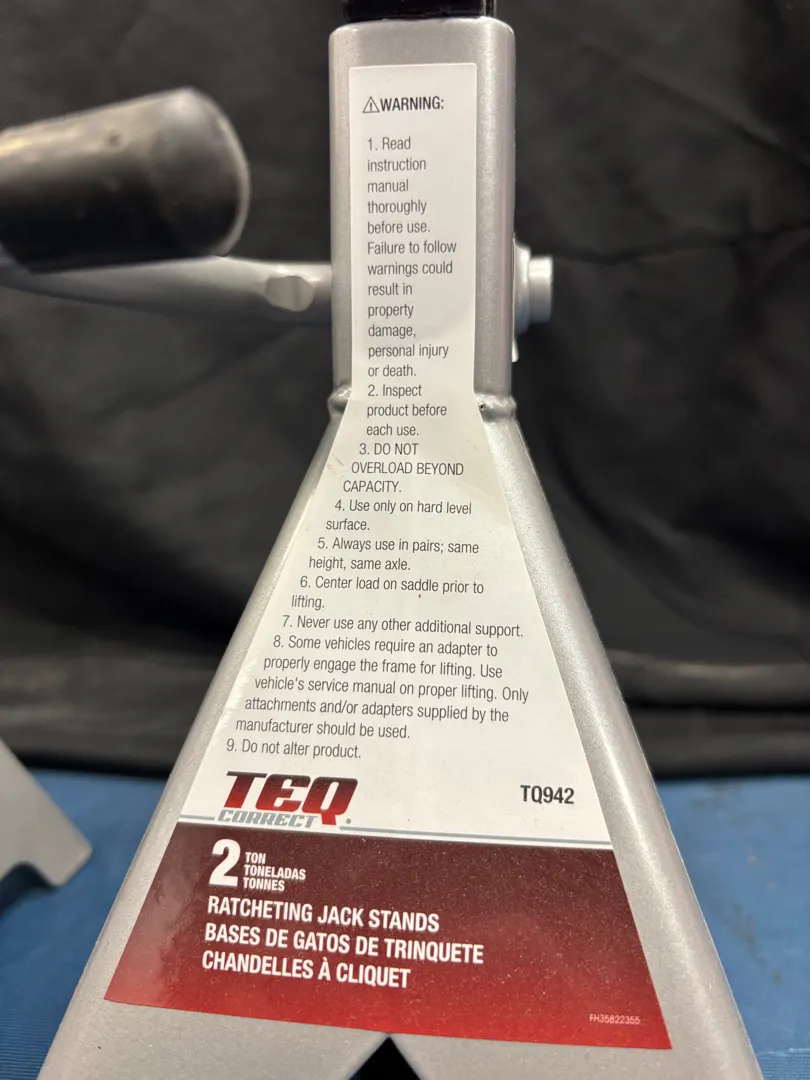 ⚠WARNING:
1. Read
instruction
manual
thoroughly
before use.
Failure to follow
warnings could
result in
property
damage,
personal injury
or death.
2. Inspect
product before
each use.
3. DO NOT
OVERLOAD BEYOND
CAPACITY.
4. Use only on hard level
surface.
5. Always use in pairs; same
height, same axle.
6. Center load on saddle prior to
lifting.
7. Never use any other additional support.
8. Some vehicles require an adapter to
properly engage the frame for lifting. Use
vehicle's service manual on proper lifting. Only
attachments and/or adapters supplied by the
manufacturer should be used.
9. Do not alter product.
TEQ
CORRECT®
TQ942
2 TON
TONELADAS
TONNES
RATCHETING JACK STANDS
BASES DE GATOS DE TRINQUETE
CHANDELLES À CLIQUET
FH35822355